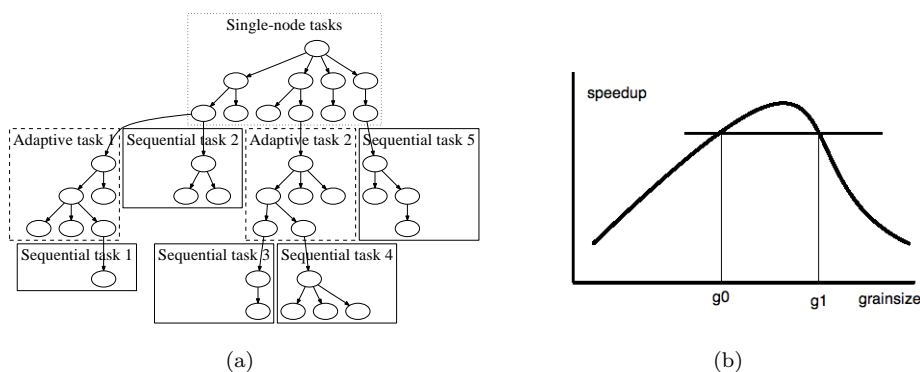 Single-node tasks
Adaptive task 1
Sequential task 2
Adaptive task 2
Sequential task 5
Sequential task 1
Sequential task 3
Sequential task 4
(a)
speedup
g0
g1
grainsize
(b)